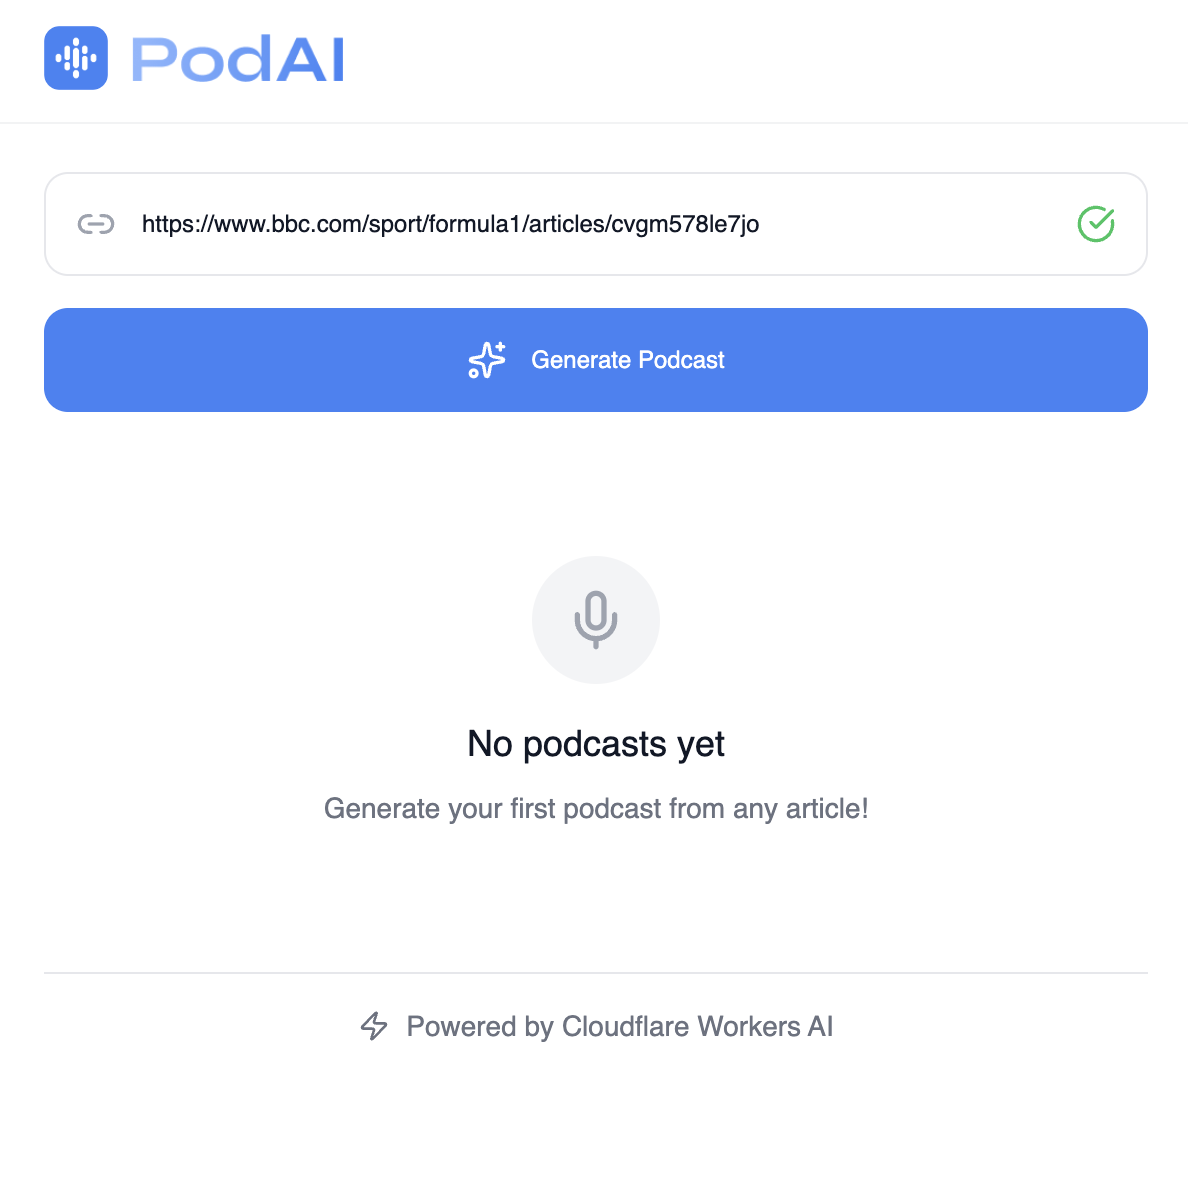 PodAI
https://www.bbc.com/sport/formula1/articles/cvgm578le7jo
Generate Podcast
No podcasts yet
Generate your first podcast from any article!
Powered by Cloudflare Workers AI